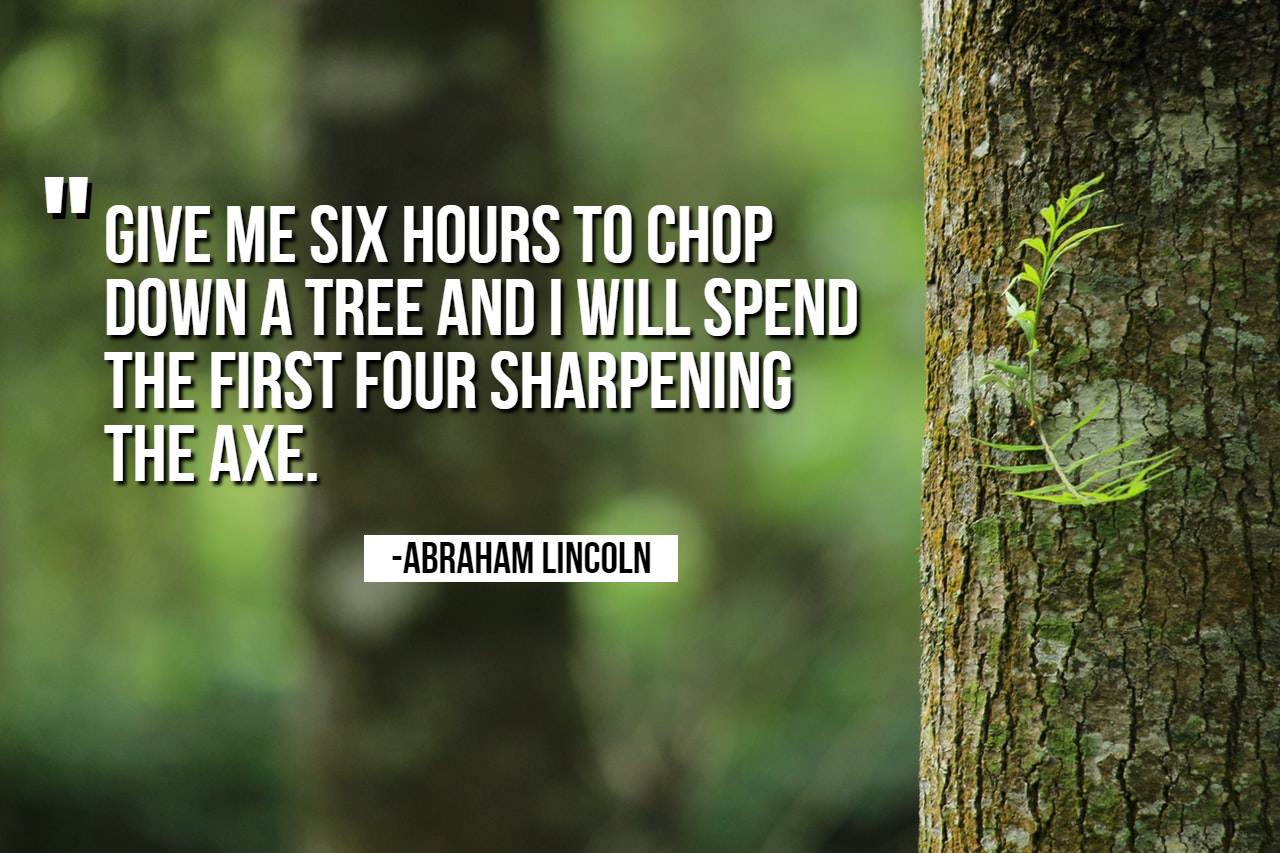 "
GIVE ME SIX HOURS TO CHOP
DOWN A TREE AND I WILL SPEND
THE FIRST FOUR SHARPENING
THE AXE.
-ABRAHAM LINCOLN